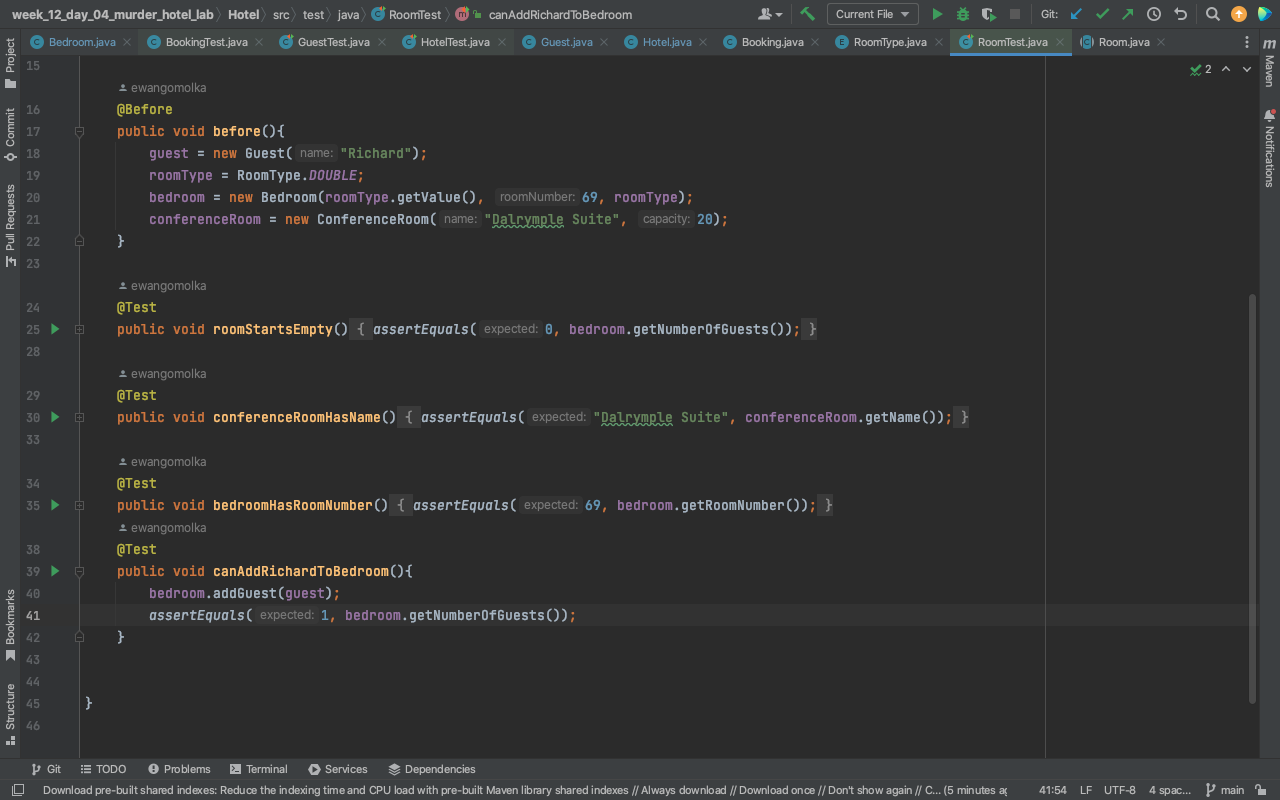 week_12_day_04_murder_hotel_lab Hotel src test java RoomTest canAddRichardToBedroom Current File Git:
Bedroom.java BookingTest.java GuestTest.java HotelTest.java Guest.java Hotel.java Booking.java RoomType.java RoomTest.java Room.java
Project
Commit
Pull Requests
Bookmarks
Structure
Maven
Notifications
2
15
ewangomolka
16 @Before
17 public void before(){
18 guest = new Guest( name: "Richard");
19 roomType = RoomType.DOUBLE;
20 bedroom = new Bedroom(roomType.getValue(), roomNumber: 69, roomType);
21 conferenceRoom = new ConferenceRoom( name: "Dalrymple Suite", capacity: 20);
22 }
23
ewangomolka
24 @Test
25 public void roomStartsEmpty() { assertEquals( expected: 0, bedroom.getNumberOfGuests()); }
28
ewangomolka
29 @Test
30 public void conferenceRoomHasName() { assertEquals( expected: "Dalrymple Suite", conferenceRoom.getName()); }
33
ewangomolka
34 @Test
35 public void bedroomHasRoomNumber() { assertEquals( expected: 69, bedroom.getRoomNumber()); }
ewangomolka
38 @Test
39 public void canAddRichardToBedroom(){
40 bedroom.addGuest(guest);
41 assertEquals( expected: 1, bedroom.getNumberOfGuests());
42 }
43
44
45 }
46
Git TODO Problems Terminal Services Dependencies
Download pre-built shared indexes: Reduce the indexing time and CPU load with pre-built Maven library shared indexes // Always download // Download once // Don't show again // C... (5 minutes ag 41:54 LF UTF-8 4 spac... main